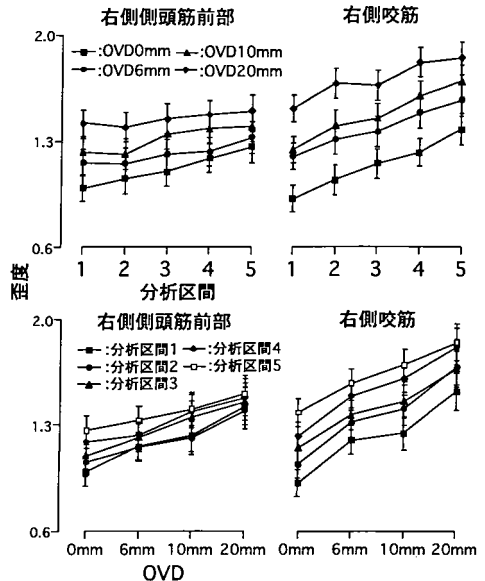 右側側頭筋前部 右側咬筋
2.0
:OVD0mm :OVD10mm
:OVD6mm :OVD20mm
1.3
0.6
1 2 3 4 5 1 2 3 4 5
分析区間
歪度
右側側頭筋前部 右側咬筋
2.0
:分析区間1 :分析区間4
:分析区間2 :分析区間5
:分析区間3
1.3
0.6
0mm 6mm 10mm 20mm 0mm 6mm 10mm 20mm
OVD